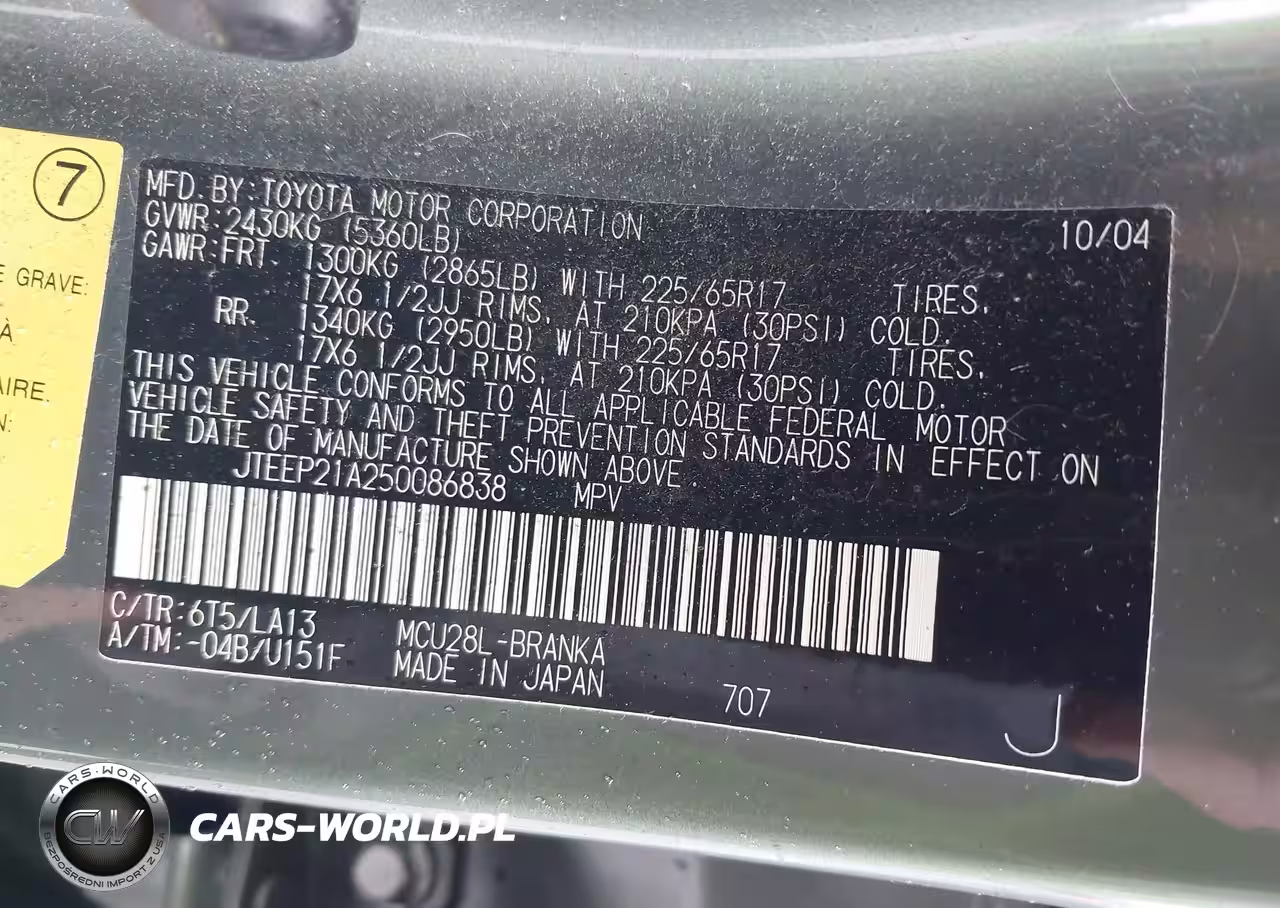 7
E GRAVE:
À
AIRE.
N:
MFD. BY: TOYOTA MOTOR CORPORATION 10/04
GVWR: 2430KG (5360LB)
GAWR: FRT. 1300KG (2865LB) WITH 225/65R17 TIRES,
17X6 1/2JJ RIMS, AT 210KPA (30PSI) COLD.
RR. 1340KG (2950LB) WITH 225/65R17 TIRES,
17X6 1/2JJ RIMS, AT 210KPA (30PSI) COLD.
THIS VEHICLE CONFORMS TO ALL APPLICABLE FEDERAL MOTOR
VEHICLE SAFETY AND THEFT PREVENTION STANDARDS IN EFFECT ON
THE DATE OF MANUFACTURE SHOWN ABOVE.
JTEEP21A250086838 MPV
C/TR: 6T5/LA13
A/TM: -04B/U151F
MCU28L-BRANKA
MADE IN JAPAN
707
J
CARS-WORLD
CW
BEZPOŚREDNI IMPORT Z USA
CARS-WORLD.PL